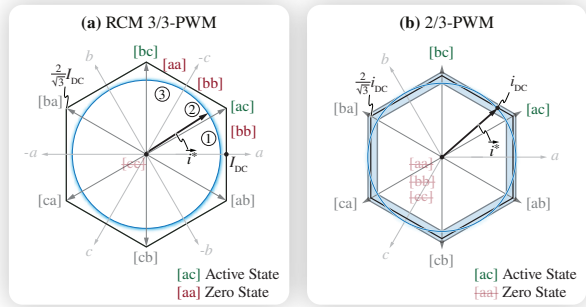 (a) RCM 3/3-PWM
b
[bc]
[aa]
-c
2/√3 I_DC
③
[bb]
[ba]
②
[ac]
①
[bb]
-a
[cc]
i*
I_DC
a
[ca]
[ab]
c
[cb]
-b
[ac] Active State
[aa] Zero State
(b) 2/3-PWM
b
[bc]
-c
2/√3 i_DC
i_DC
[ba]
[ac]
-a
[aa]
i*
a
[bb]
[cc]
[ca]
[ab]
c
[cb]
-b
[ac] Active State
[aa] Zero State